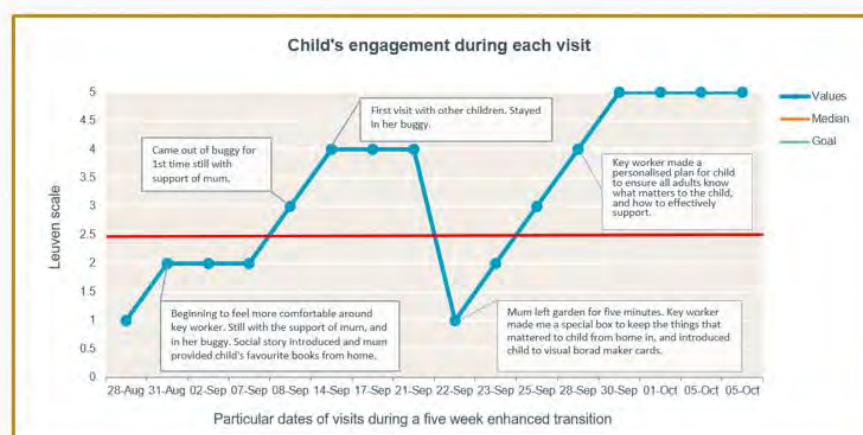 Child's engagement during each visit
5
4.5
4
3.5
3
2.5
2
1.5
1
0.5
0
Leuven scale
First visit with other children. Stayed
in her buggy.
Came out of buggy for
1st time still with
support of mum.
Key worker made a
personalised plan for child
to ensure all adults know
what matters to the child,
and how to effectively
support.
Beginning to feel more comfortable around
key worker. Still with the support of mum, and
in her buggy. Social story introduced and mum
provided child's favourite books from home.
Mum left garden for five minutes. Key worker
made me a special box to keep the things that
mattered to child from home in, and introduced
child to visual borad maker cards.
Values
Median
Goal
28-Aug 31-Aug 02-Sep 07-Sep 08-Sep 14-Sep 17-Sep 21-Sep 22-Sep 23-Sep 25-Sep 28-Sep 30-Sep 01-Oct 05-Oct 05-Oct
Particular dates of visits during a five week enhanced transition